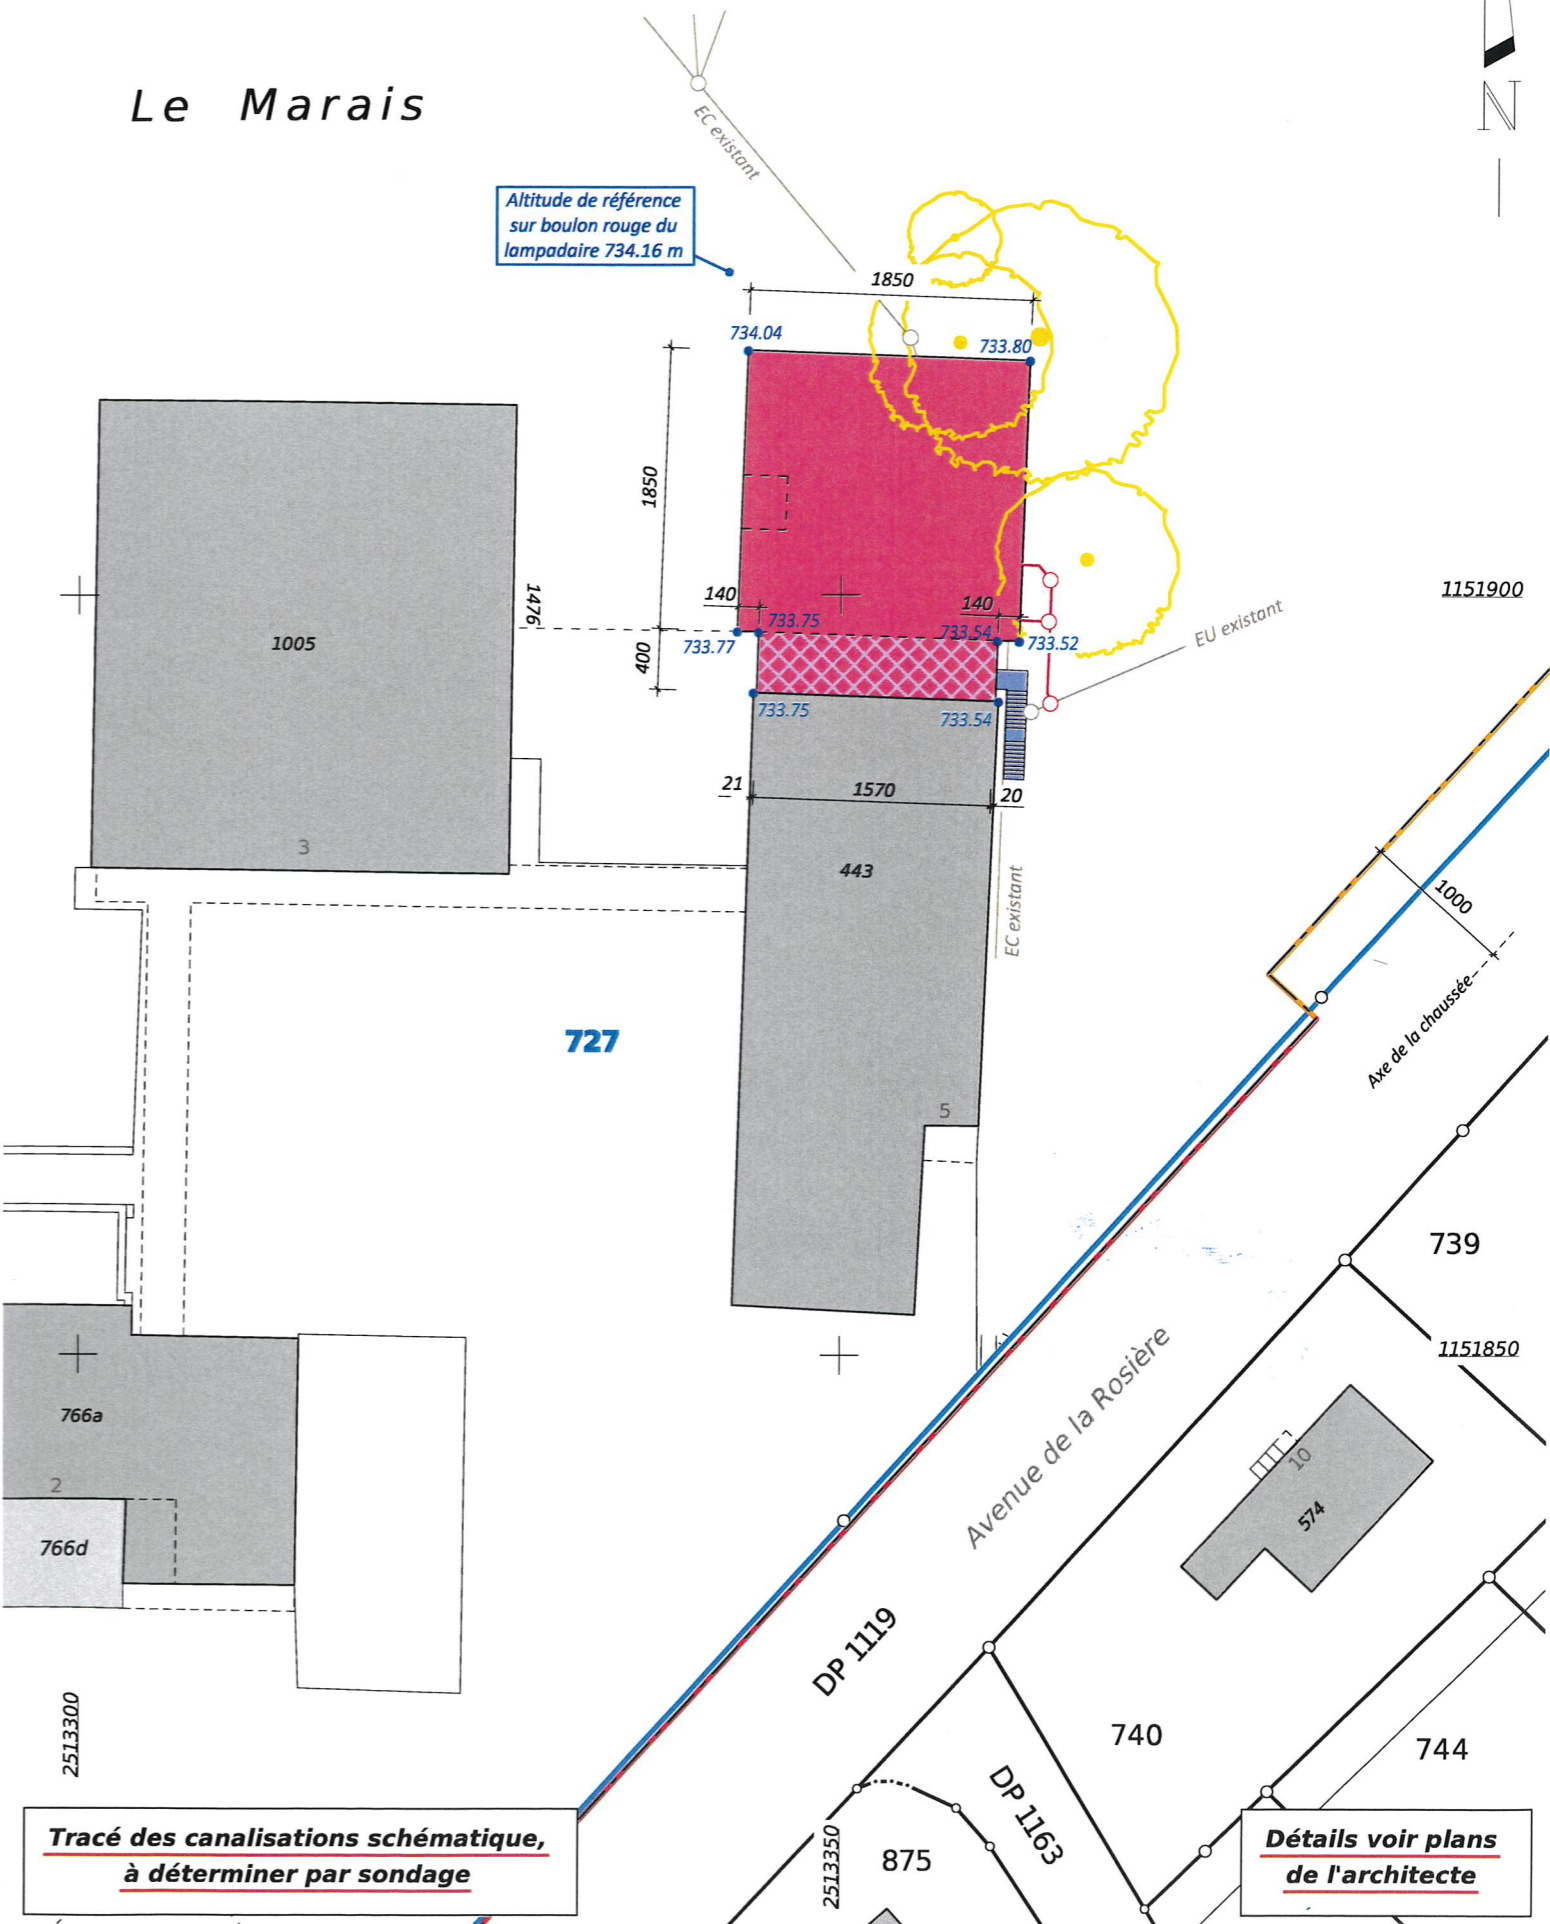 Le Marais
N
EC existant
Altitude de référence
sur boulon rouge du
lampadaire 734.16 m
1850
734.04
733.80
1850
1476
140
140
733.75
733.54
733.77
733.52
400
EU existant
1151900
1005
733.75
733.54
21
1570
20
3
443
EC existant
1000
Axe de la chaussée
727
5
739
1151850
766a
2
766d
Avenue de la Rosière
10
574
DP 1119
740
744
2513300
DP 1163
2513350
875
Tracé des canalisations schématique,
à déterminer par sondage
Détails voir plans
de l'architecte